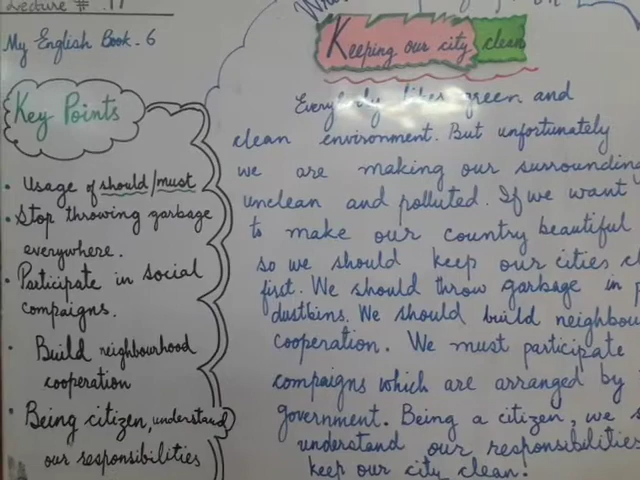 Lecture # 17
My English Book - 6
Key Points
• Usage of should/must
• Stop throwing garbage
everywhere.
• Participate in social
compaigns.
• Build neighbourhood
cooperation
• Being citizen, understand
our responsibilities
Keeping our city clean
Everybody likes green and
clean environment. But unfortunately
we are making our surrounding
unclean and polluted. If we want
to make our country beautiful
so we should keep our cities cl
first. We should throw garbage in p
dustbins. We should build neighbou
cooperation. We must participate
compaigns which are arranged by
government. Being a citizen, we s
understand our responsibilities
keep our city clean.